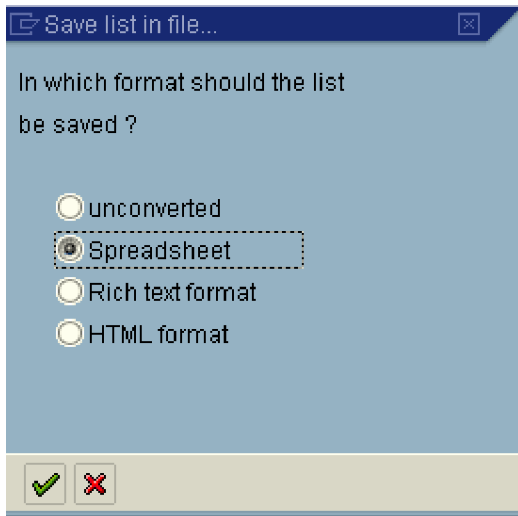 Save list in file...
In which format should the list
be saved ?
unconverted
Spreadsheet
Rich text format
HTML format